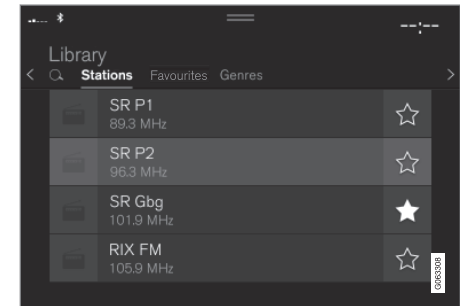 --:--
Library
Stations Favourites Genres
SR P1
89.3 MHz
SR P2
96.3 MHz
SR Gbg
101.9 MHz
RIX FM
105.9 MHz
G063308